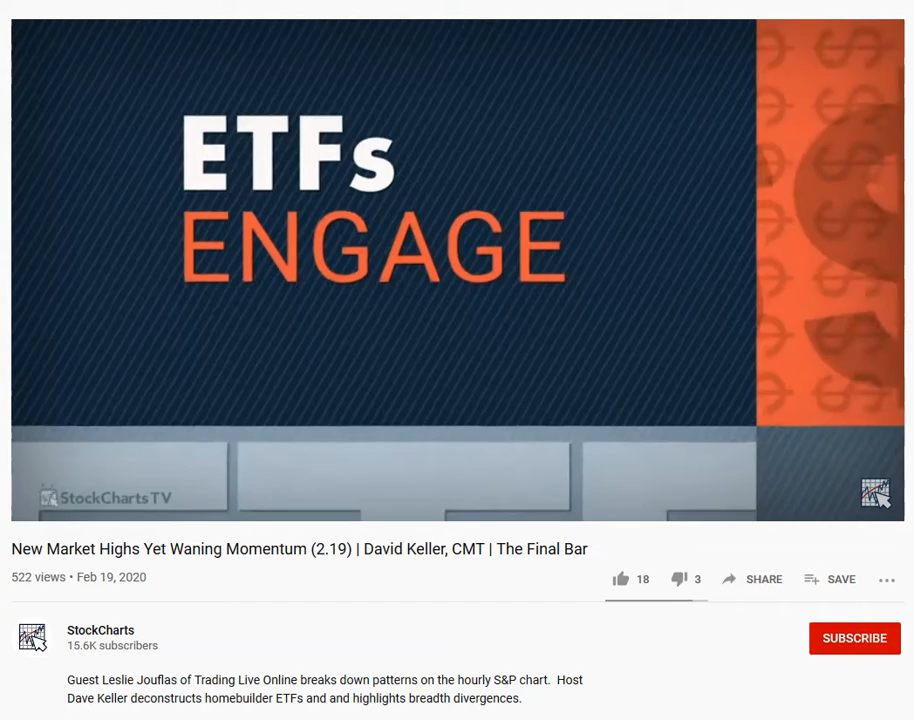 ETFs
ENGAGE
StockCharts TV
New Market Highs Yet Waning Momentum (2.19) | David Keller, CMT | The Final Bar
522 views • Feb 19, 2020
18 3 SHARE SAVE ...
StockCharts
15.6K subscribers
SUBSCRIBE
Guest Leslie Jouflas of Trading Live Online breaks down patterns on the hourly S&P chart.  Host
Dave Keller deconstructs homebuilder ETFs and and highlights breadth divergences.